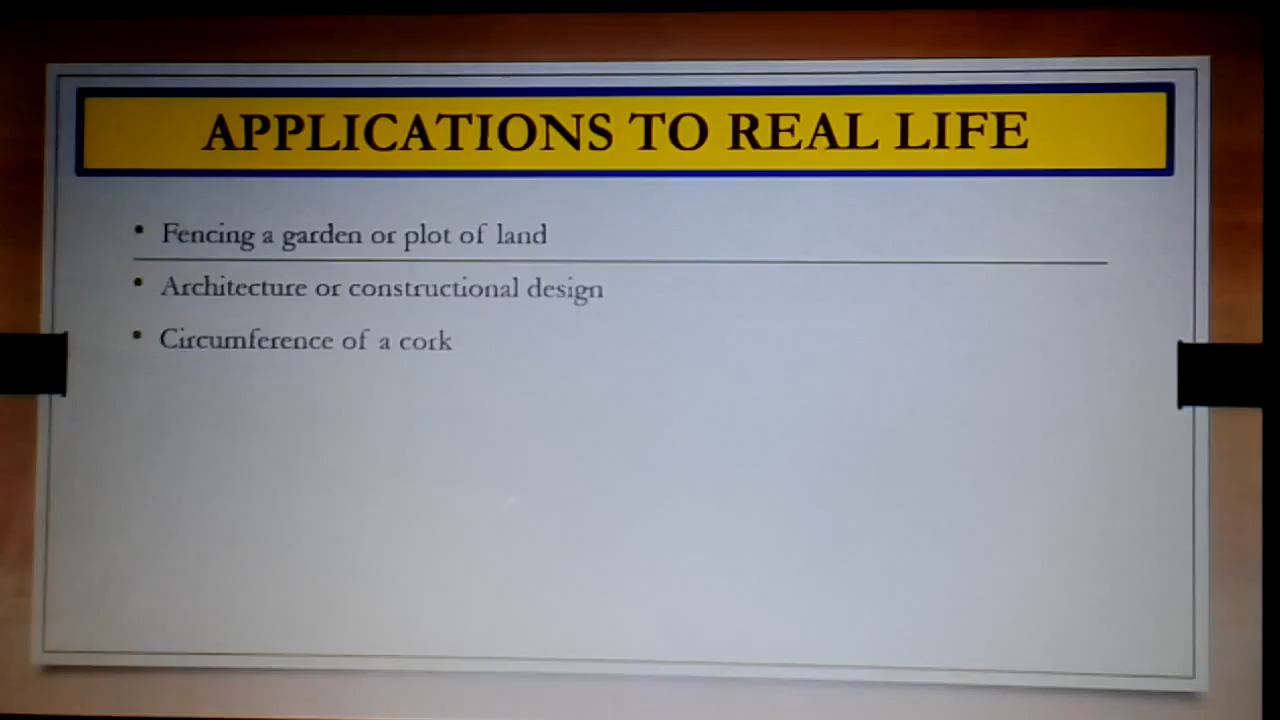 APPLICATIONS TO REAL LIFE
• Fencing a garden or plot of land
• Architecture or constructional design
• Circumference of a cork